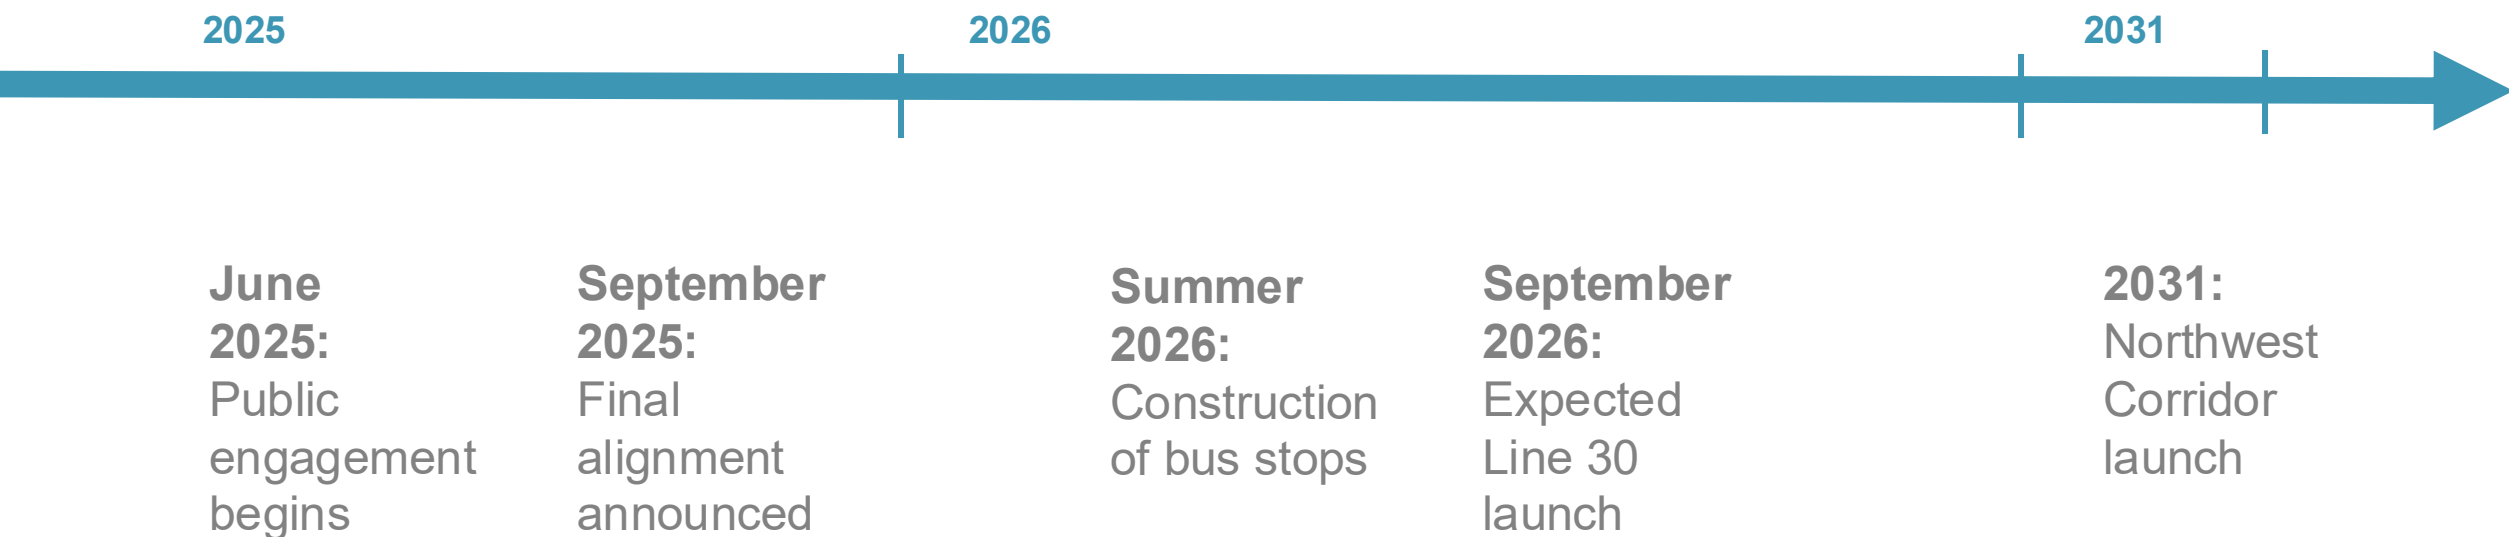 2025
2026
2031
June
2025:
Public
engagement
begins
September
2025:
Final
alignment
announced
Summer
2026:
Construction
of bus stops
September
2026:
Expected
Line 30
launch
2031:
Northwest
Corridor
launch